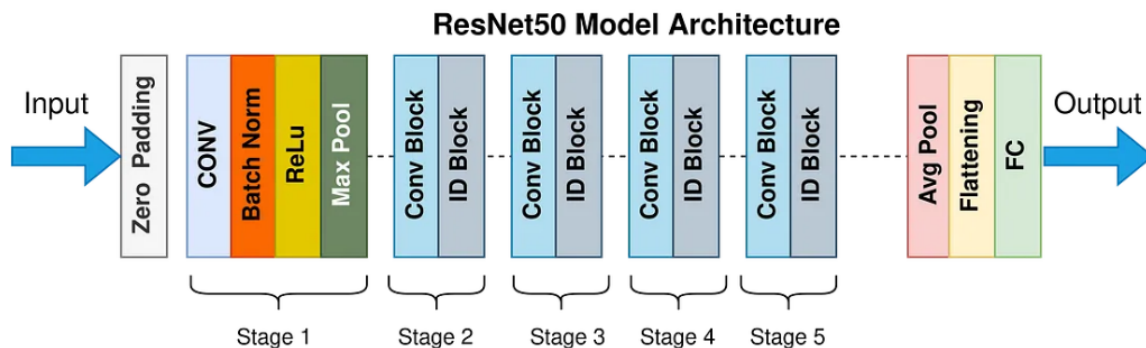 ResNet50 Model Architecture
Input
Zero Padding
CONV
Batch Norm
ReLu
Max Pool
Conv Block
ID Block
Conv Block
ID Block
Conv Block
ID Block
Conv Block
ID Block
Avg Pool
Flattening
FC
Output
Stage 1
Stage 2
Stage 3
Stage 4
Stage 5